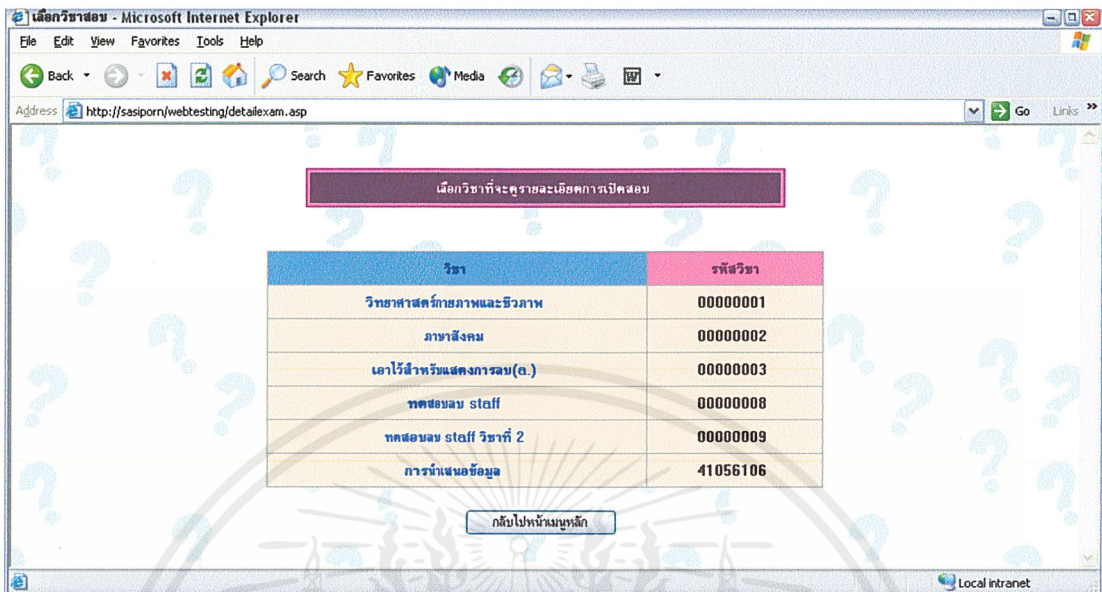 เลือกวิชาสอบ - Microsoft Internet Explorer
File Edit View Favorites Tools Help
Back Search Favorites Media
Address http://sasiporn/webtesting/detailexam.asp Go Links »
เลือกวิชาที่จะดูรายละเอียดการเปิดสอบ
วิชา รหัสวิชา
วิทยาศาสตร์กายภาพและชีวภาพ 00000001
ภาษาสังคม 00000002
เอาไว้สำหรับแสดงการลบ(อ.) 00000003
ทดสอบลบ staff 00000008
ทดสอบลบ staff วิชาที่ 2 00000009
การนำเสนอข้อมูล 41056106
กลับไปหน้าเมนูหลัก
Local intranet